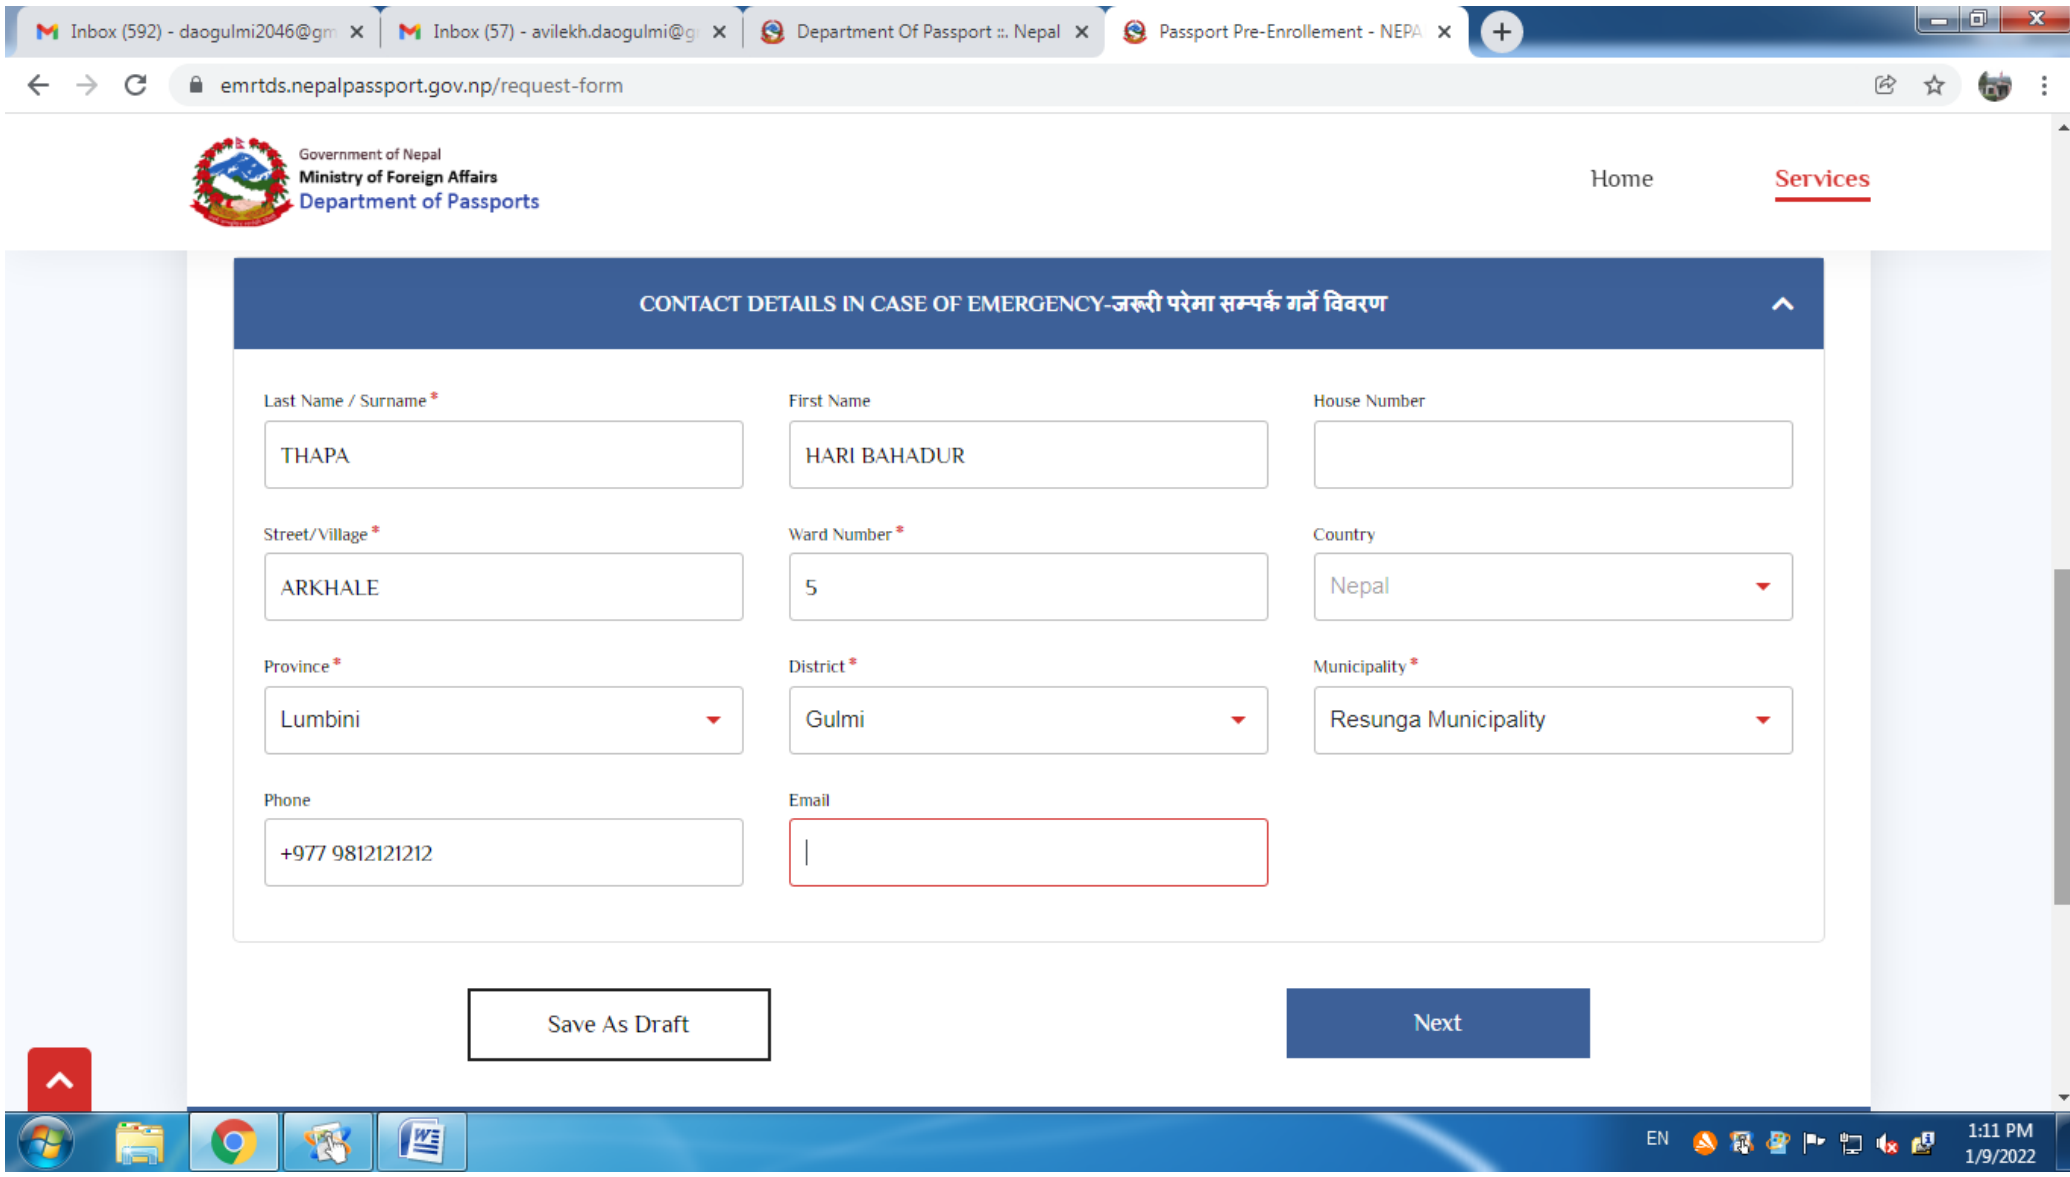 Inbox (592) - daogulmi2046@gm
Inbox (57) - avilekh.daogulmi@g
Department Of Passport ::. Nepal
Passport Pre-Enrollement - NEPA
emrtds.nepalpassport.gov.np/request-form
Government of Nepal
Ministry of Foreign Affairs
Department of Passports
Home
Services
CONTACT DETAILS IN CASE OF EMERGENCY-जरूरी परेमा सम्पर्क गर्ने विवरण
Last Name / Surname *
First Name
House Number
THAPA
HARI BAHADUR
Street/Village *
Ward Number *
Country
ARKHALE
5
Nepal
Province *
District *
Municipality *
Lumbini
Gulmi
Resunga Municipality
Phone
Email
+977 9812121212
Save As Draft
Next
EN
1:11 PM
1/9/2022